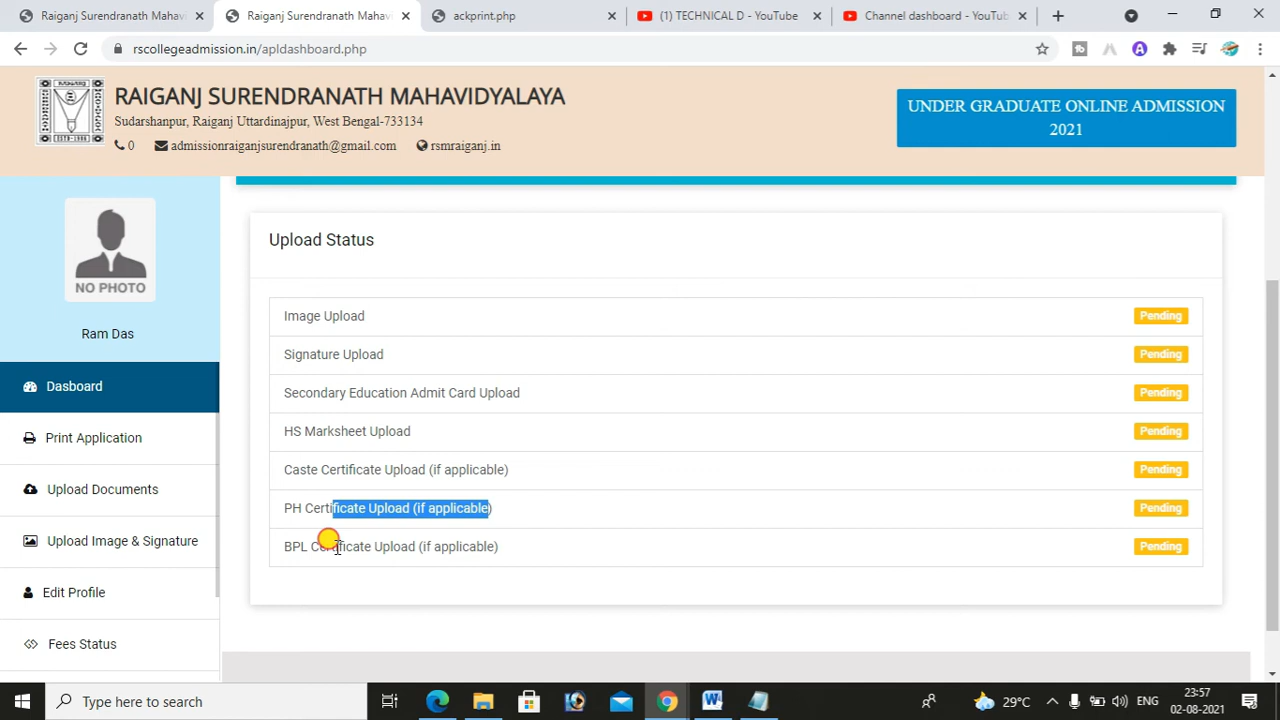 Raiganj Surendranath Mahavi
Raiganj Surendranath Mahavi
ackprint.php
(1) TECHNICAL D - YouTube
Channel dashboard - YouTub
rscollegeadmission.in/apldashboard.php
RAIGANJ SURENDRANATH MAHAVIDYALAYA
Sudarshanpur, Raiganj Uttardinajpur, West Bengal-733134
0 admissionraiganjsurendranath@gmail.com rsmraiganj.in
UNDER GRADUATE ONLINE ADMISSION
2021
NO PHOTO
Ram Das
Dasboard
Print Application
Upload Documents
Upload Image & Signature
Edit Profile
Fees Status
Upload Status
Image Upload Pending
Signature Upload Pending
Secondary Education Admit Card Upload Pending
HS Marksheet Upload Pending
Caste Certificate Upload (if applicable) Pending
PH Certificate Upload (if applicable) Pending
BPL Certificate Upload (if applicable) Pending
Type here to search
29°C
ENG
23:57
02-08-2021